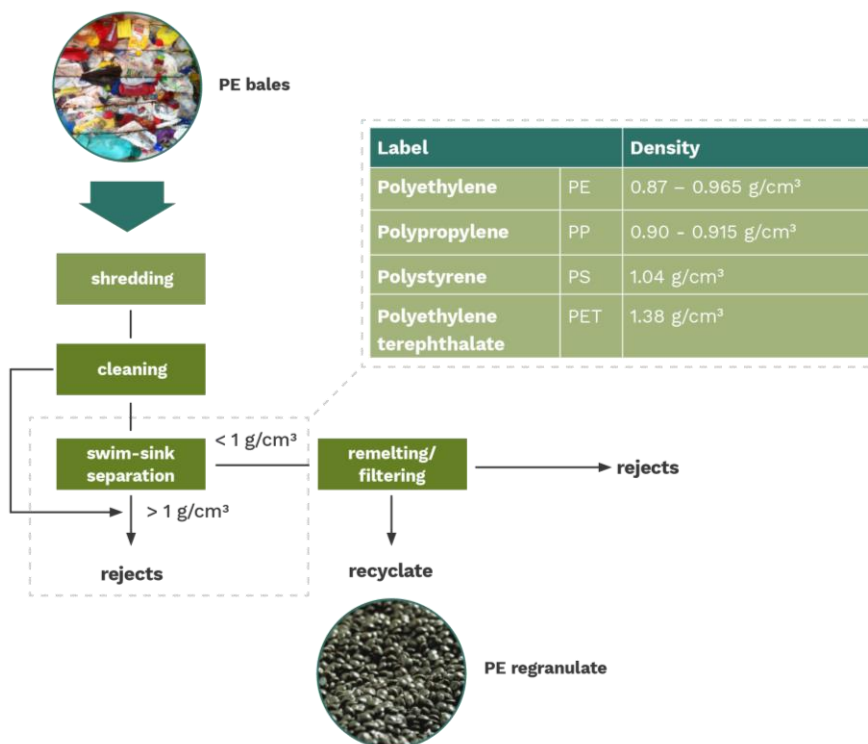 PE bales
Label Density
Polyethylene PE 0.87 – 0.965 g/cm³
Polypropylene PP 0.90 - 0.915 g/cm³
Polystyrene PS 1.04 g/cm³
Polyethylene PET 1.38 g/cm³
terephthalate
shredding
cleaning
< 1 g/cm³
swim-sink
separation
remelting/
filtering
rejects
> 1 g/cm³
rejects
recyclate
PE regranulate